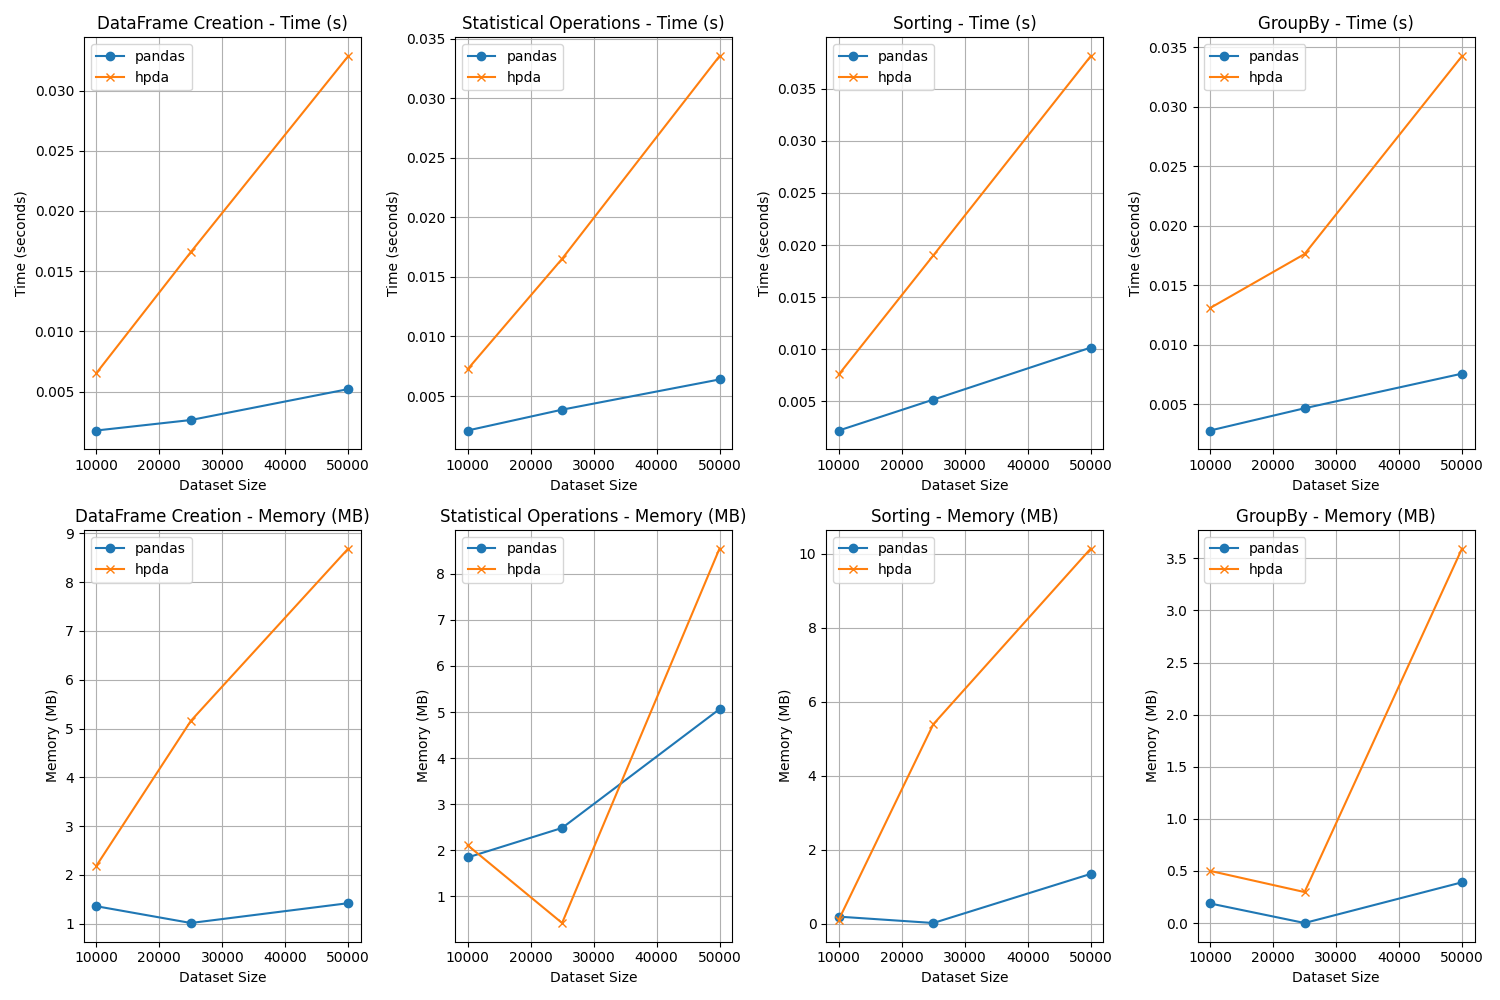 DataFrame Creation - Time (s)
pandas
hpda
0.030
0.025
0.020
0.015
0.010
0.005
Time (seconds)
10000 20000 30000 40000 50000
Dataset Size
Statistical Operations - Time (s)
pandas
hpda
0.035
0.030
0.025
0.020
0.015
0.010
0.005
Time (seconds)
10000 20000 30000 40000 50000
Dataset Size
Sorting - Time (s)
pandas
hpda
0.035
0.030
0.025
0.020
0.015
0.010
0.005
Time (seconds)
10000 20000 30000 40000 50000
Dataset Size
GroupBy - Time (s)
pandas
hpda
0.035
0.030
0.025
0.020
0.015
0.010
0.005
Time (seconds)
10000 20000 30000 40000 50000
Dataset Size
DataFrame Creation - Memory (MB)
pandas
hpda
9
8
7
6
5
4
3
2
1
Memory (MB)
10000 20000 30000 40000 50000
Dataset Size
Statistical Operations - Memory (MB)
pandas
hpda
8
7
6
5
4
3
2
1
Memory (MB)
10000 20000 30000 40000 50000
Dataset Size
Sorting - Memory (MB)
pandas
hpda
10
8
6
4
2
0
Memory (MB)
10000 20000 30000 40000 50000
Dataset Size
GroupBy - Memory (MB)
pandas
hpda
3.5
3.0
2.5
2.0
1.5
1.0
0.5
0.0
Memory (MB)
10000 20000 30000 40000 50000
Dataset Size